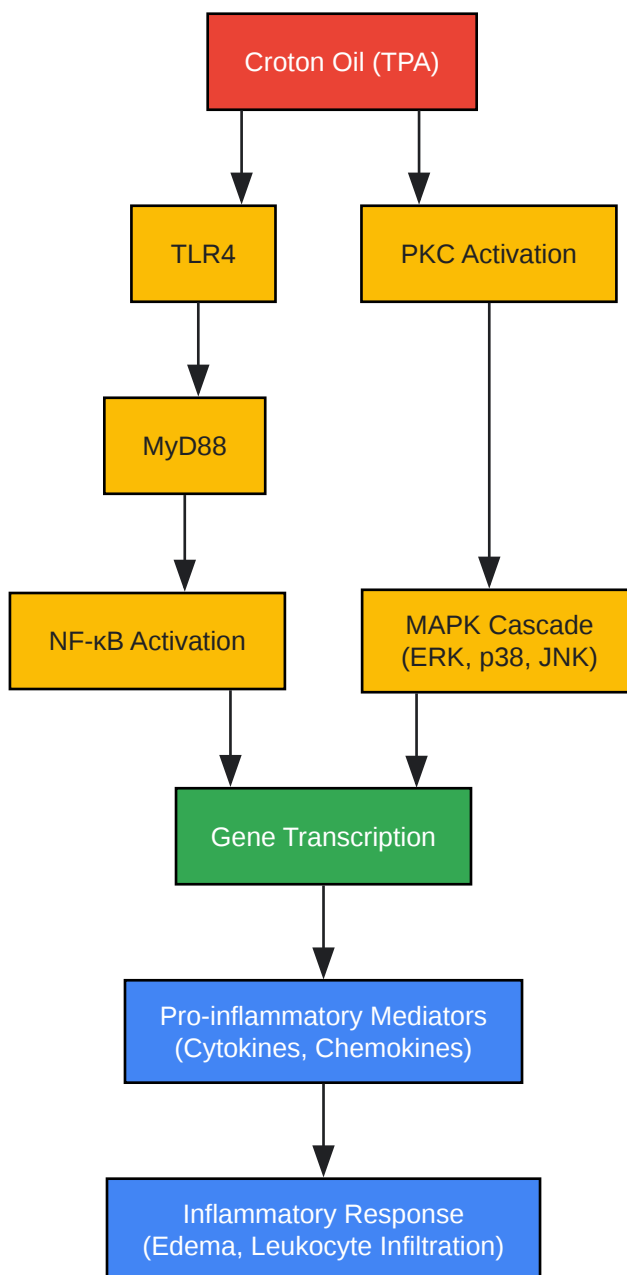 Croton Oil (TPA)
TLR4
PKC Activation
MyD88
NF-κB Activation
MAPK Cascade
(ERK, p38, JNK)
Gene Transcription
Pro-inflammatory Mediators
(Cytokines, Chemokines)
Inflammatory Response
(Edema, Leukocyte Infiltration)